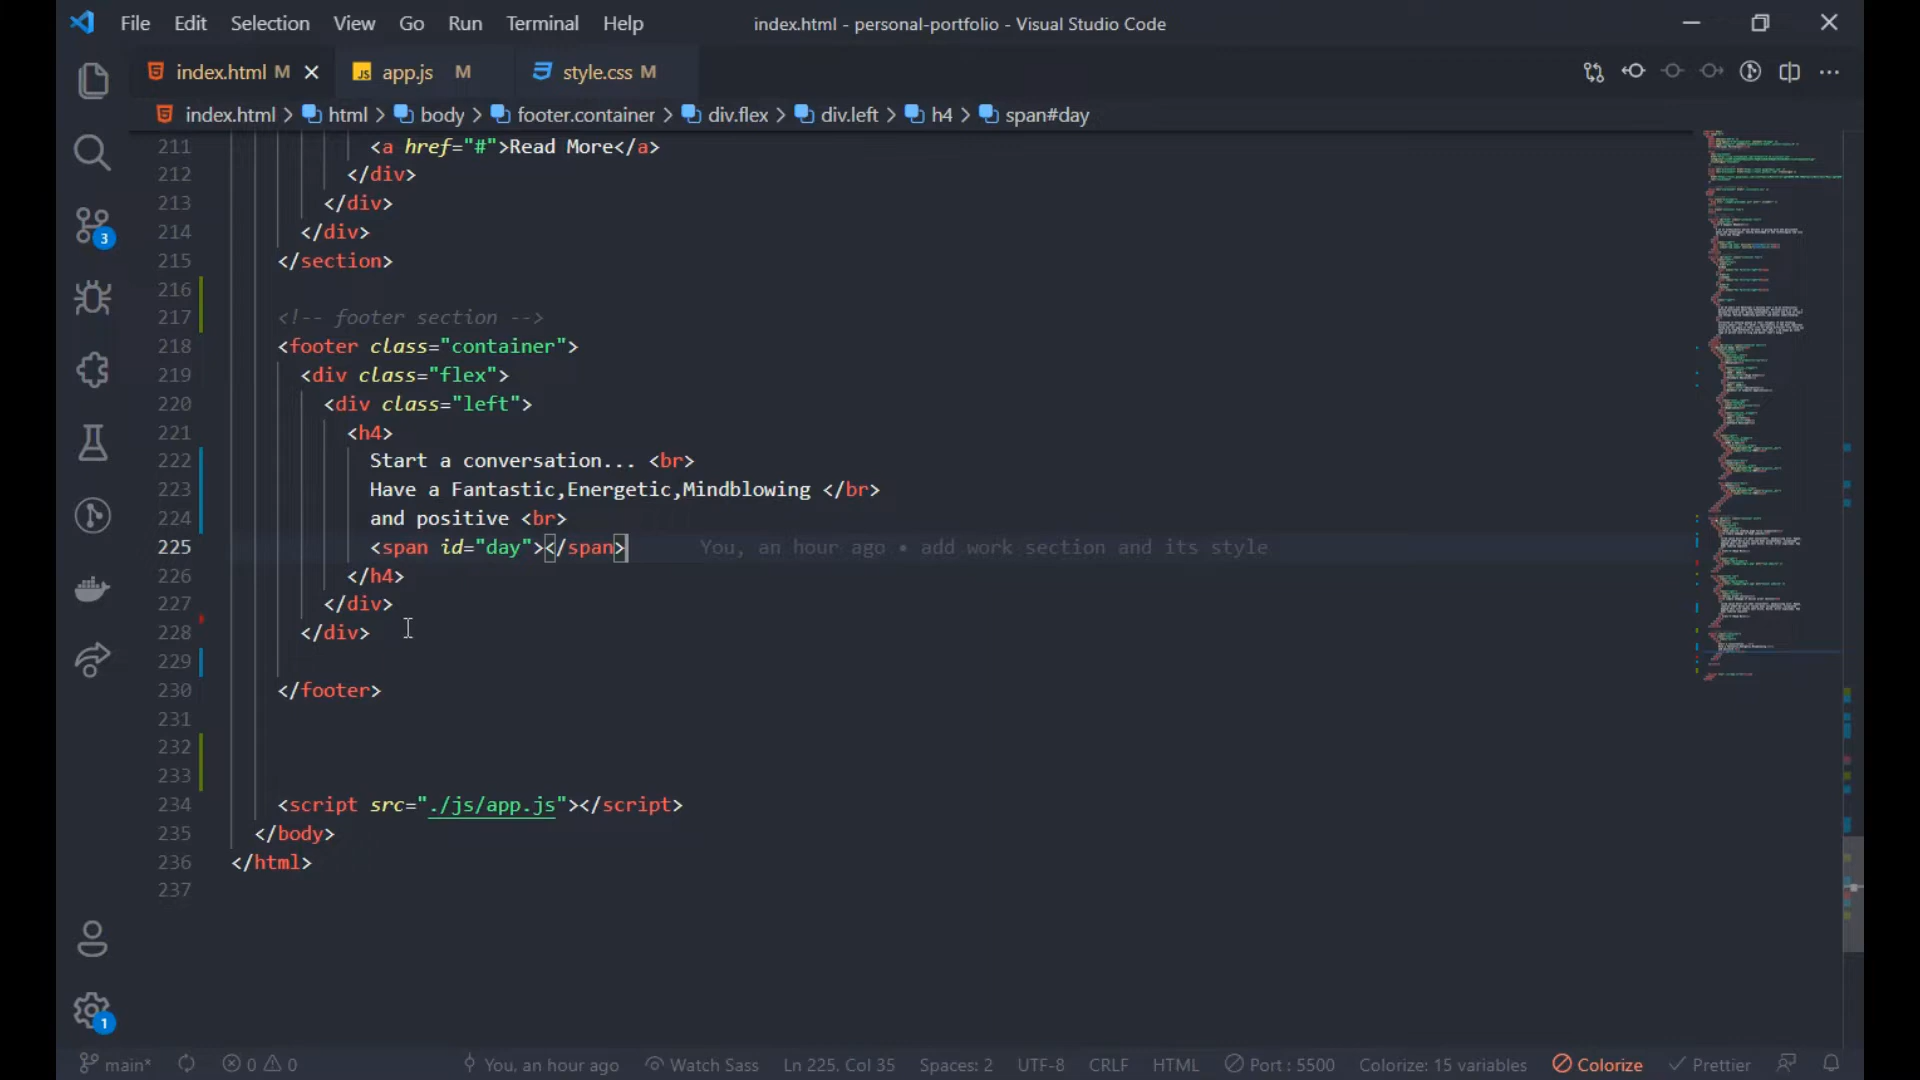 File Edit Selection View Go Run Terminal Help index.html - personal-portfolio - Visual Studio Code
index.html M JS app.js M style.css M
index.html > html > body > footer.container > div.flex > div.left > h4 > span#day
211 <a href="#">Read More</a>
212 </div>
213 </div>
214 </div>
215 </section>
216
217 <!-- footer section -->
218 <footer class="container">
219 <div class="flex">
220 <div class="left">
221 <h4>
222 Start a conversation... <br>
223 Have a Fantastic,Energetic,Mindblowing </br>
224 and positive <br>
225 <span id="day"></span> You, an hour ago • add work section and its style
226 </h4>
227 </div>
228 </div>
229
230 </footer>
231
232
233
234 <script src="./js/app.js"></script>
235 </body>
236 </html>
237
3
1
main* 0 0 You, an hour ago Watch Sass Ln 225, Col 35 Spaces: 2 UTF-8 CRLF HTML Port : 5500 Colorize: 15 variables Colorize Prettier